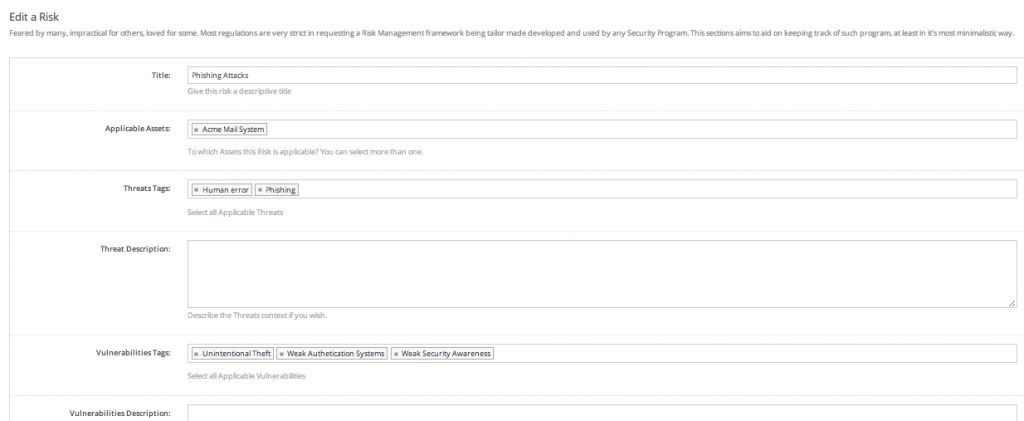 Edit a Risk
Feared by many, impractical for others, loved for some. Most regulations are very strict in requesting a Risk Management framework being tailor made developed and used by any Security Program. This sections aims to aid on keeping track of such program, at least in it's most minimalistic way.
Title: Phishing Attacks
Give this risk a descriptive title
Applicable Assets: × Acme Mail System
To which Assets this Risk is applicable? You can select more than one.
Threats Tags: × Human error × Phishing
Select all Applicable Threats
Threat Description:
Describe the Threats context if you wish.
Vulnerabilities Tags: × Unintentional Theft × Weak Authetication Systems × Weak Security Awareness
Select all Applicable Vulnerabilities
Vulnerabilities Description: